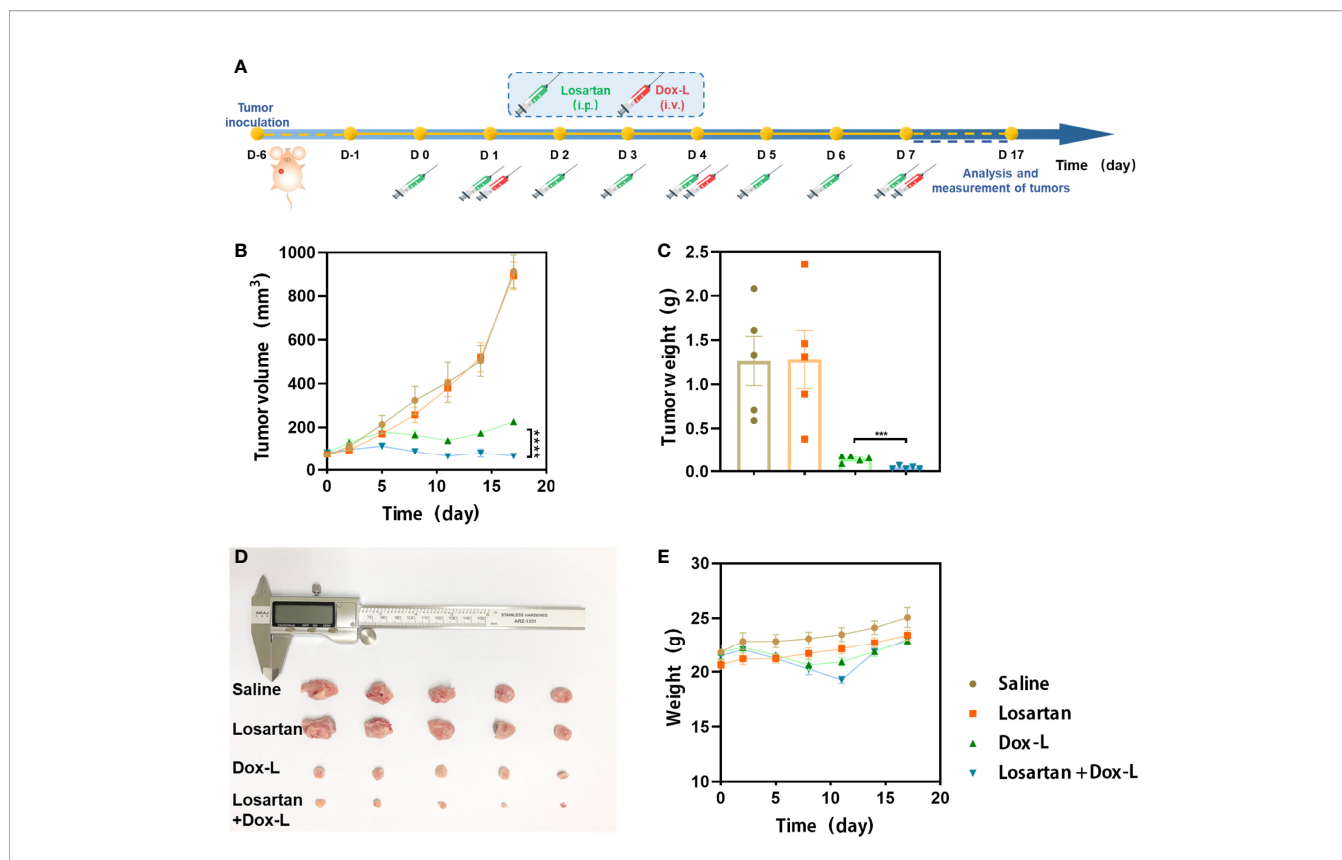 A
Losartan
(i.p.)
Dox-L
(i.v.)
Tumor
inoculation
D-6
D-1
D 0
D 1
D 2
D 3
D 4
D 5
D 6
D 7
D 17
Time (day)
Analysis and
measurement of tumors
B
Tumor volume (mm3)
1000
800
600
400
200
0
0
5
10
15
20
Time (day)
****
C
Tumor weight (g)
2.5
2.0
1.5
1.0
0.5
0.0
***
D
STAINLESS HARDENED
ARZ-1331
Saline
Losartan
Dox-L
Losartan
+Dox-L
E
Weight (g)
30
25
20
15
10
0
5
10
15
20
Time (day)
Saline
Losartan
Dox-L
Losartan +Dox-L